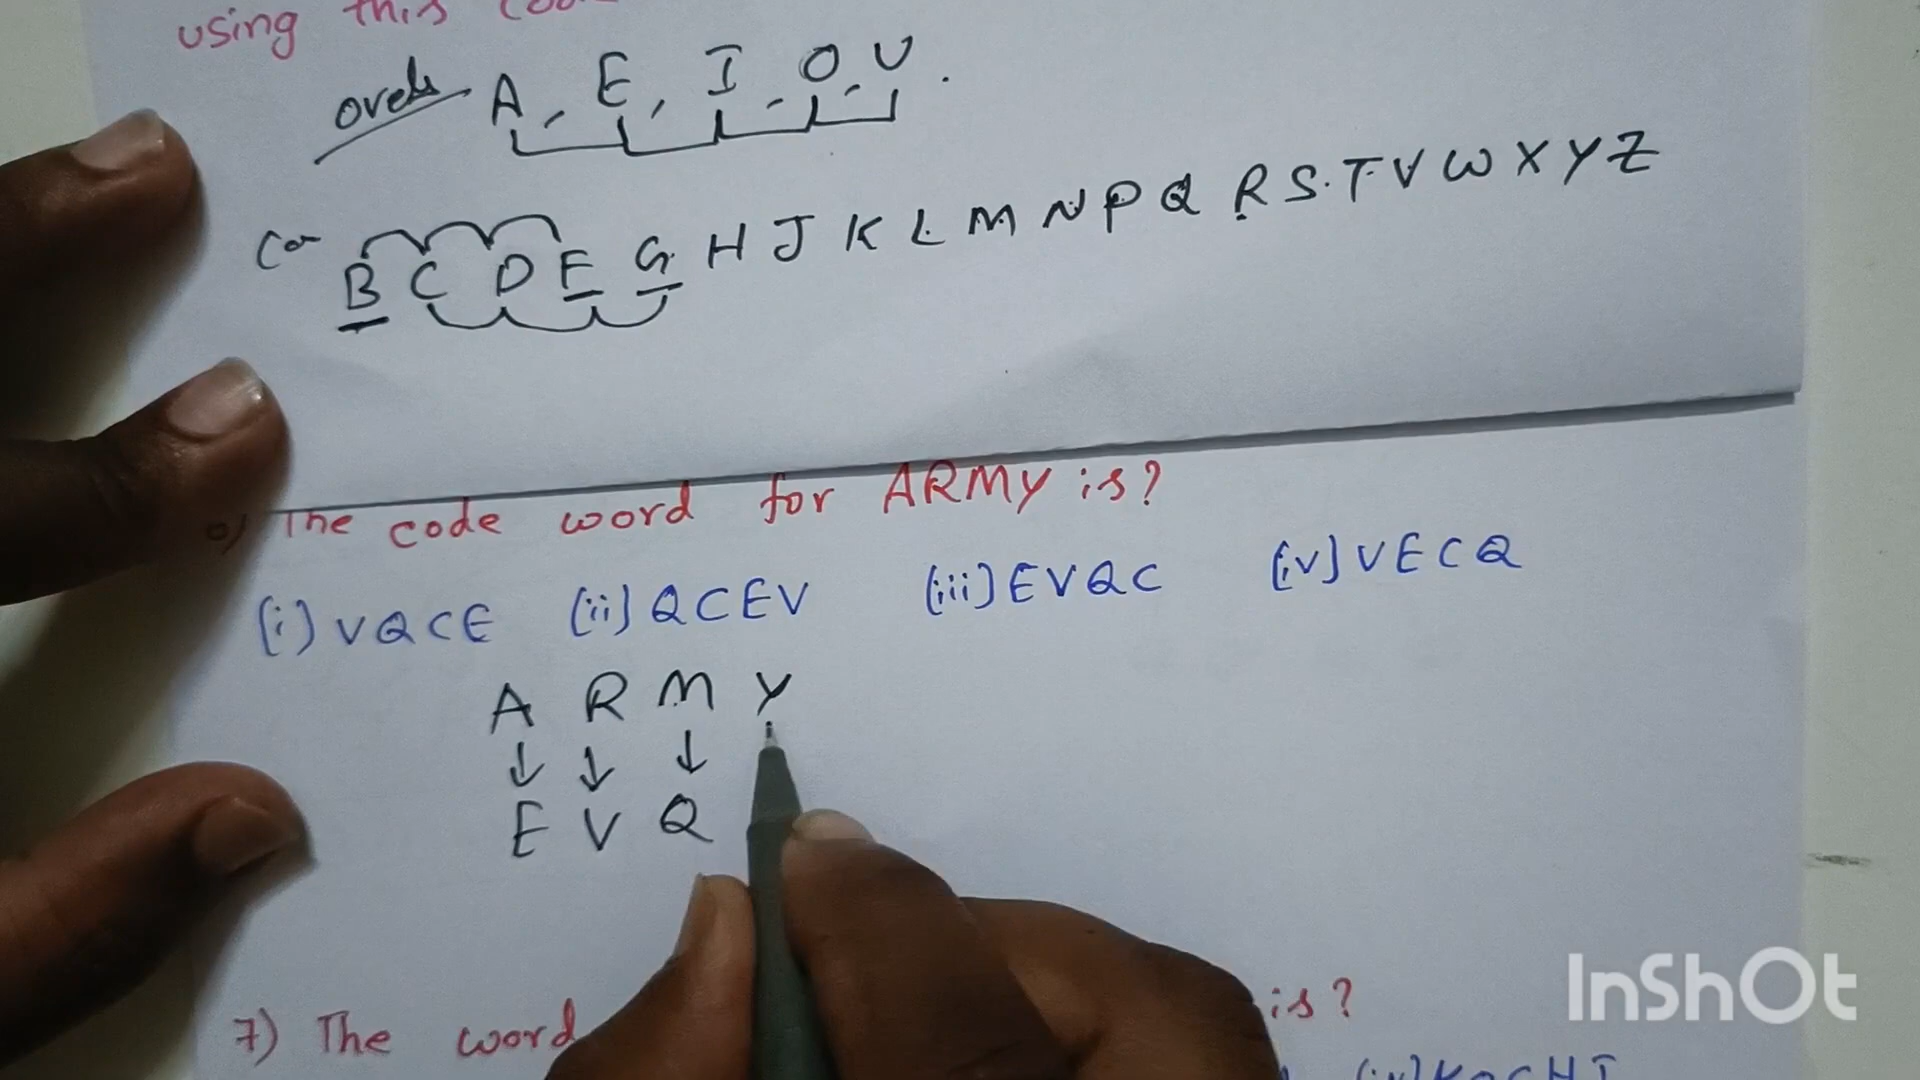 using this
A, E, I, O, U.
B C D F G H J K L M N P Q R S T V W X Y Z
The code word for ARMY is?
(i) VQCE (ii) QCEV (iii) EVQC (iv) VECQ
A R M Y
↓ ↓ ↓
E V Q
7) The word is?
InShOt